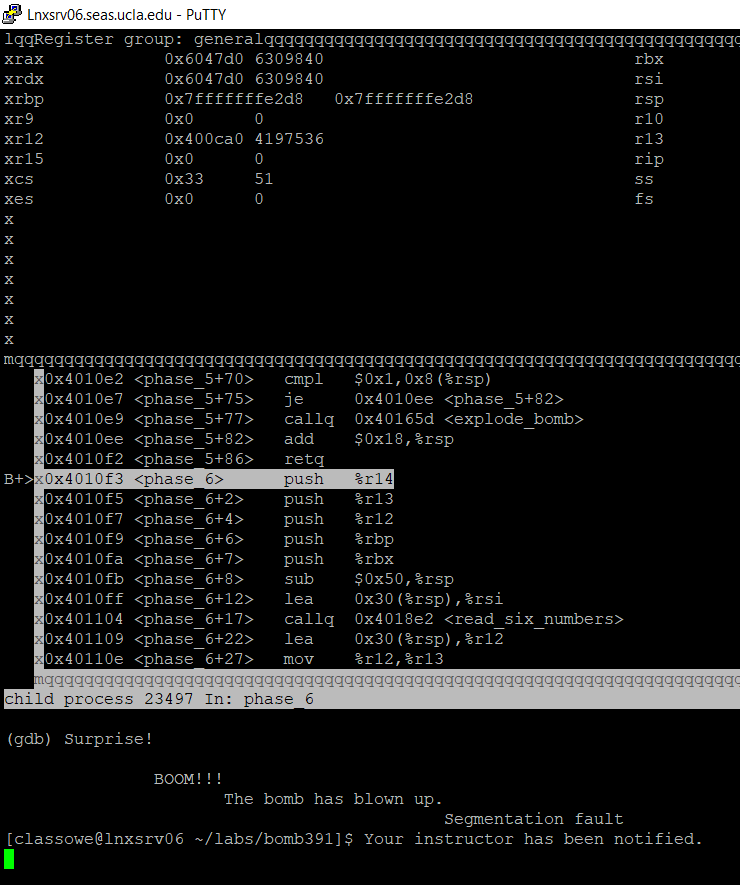 Lnxsrv06.seas.ucla.edu - PuTTY
lqqRegister group: generalqqqqqqqqqqqqqqqqqqqqqqqqqqqqqqqqqqqqqqqqqqqqqqqq
xrax 0x6047d0 6309840 rbx
xrdx 0x6047d0 6309840 rsi
xrbp 0x7fffffffe2d8 0x7fffffffe2d8 rsp
xr9 0x0 0 r10
xr12 0x400ca0 4197536 r13
xr15 0x0 0 rip
xcs 0x33 51 ss
xes 0x0 0 fs
x
x
x
x
x
x
x
mqqqqqqqqqqqqqqqqqqqqqqqqqqqqqqqqqqqqqqqqqqqqqqqqqqqqqqqqqqqqqqqqqqqqqqqqq
x0x4010e2 <phase_5+70> cmpl $0x1,0x8(%rsp)
x0x4010e7 <phase_5+75> je 0x4010ee <phase_5+82>
x0x4010e9 <phase_5+77> callq 0x40165d <explode_bomb>
x0x4010ee <phase_5+82> add $0x18,%rsp
x0x4010f2 <phase_5+86> retq
B+>x0x4010f3 <phase_6> push %r14
x0x4010f5 <phase_6+2> push %r13
x0x4010f7 <phase_6+4> push %r12
x0x4010f9 <phase_6+6> push %rbp
x0x4010fa <phase_6+7> push %rbx
x0x4010fb <phase_6+8> sub $0x50,%rsp
x0x4010ff <phase_6+12> lea 0x30(%rsp),%rsi
x0x401104 <phase_6+17> callq 0x4018e2 <read_six_numbers>
x0x401109 <phase_6+22> lea 0x30(%rsp),%r12
x0x40110e <phase_6+27> mov %r12,%r13
mqqqqqqqqqqqqqqqqqqqqqqqqqqqqqqqqqqqqqqqqqqqqqqqqqqqqqqqqqqqqqqqqqqqqqq
child process 23497 In: phase_6
(gdb) Surprise!
BOOM!!!
The bomb has blown up.
Segmentation fault
[classowe@lnxsrv06 ~/labs/bomb391]$ Your instructor has been notified.